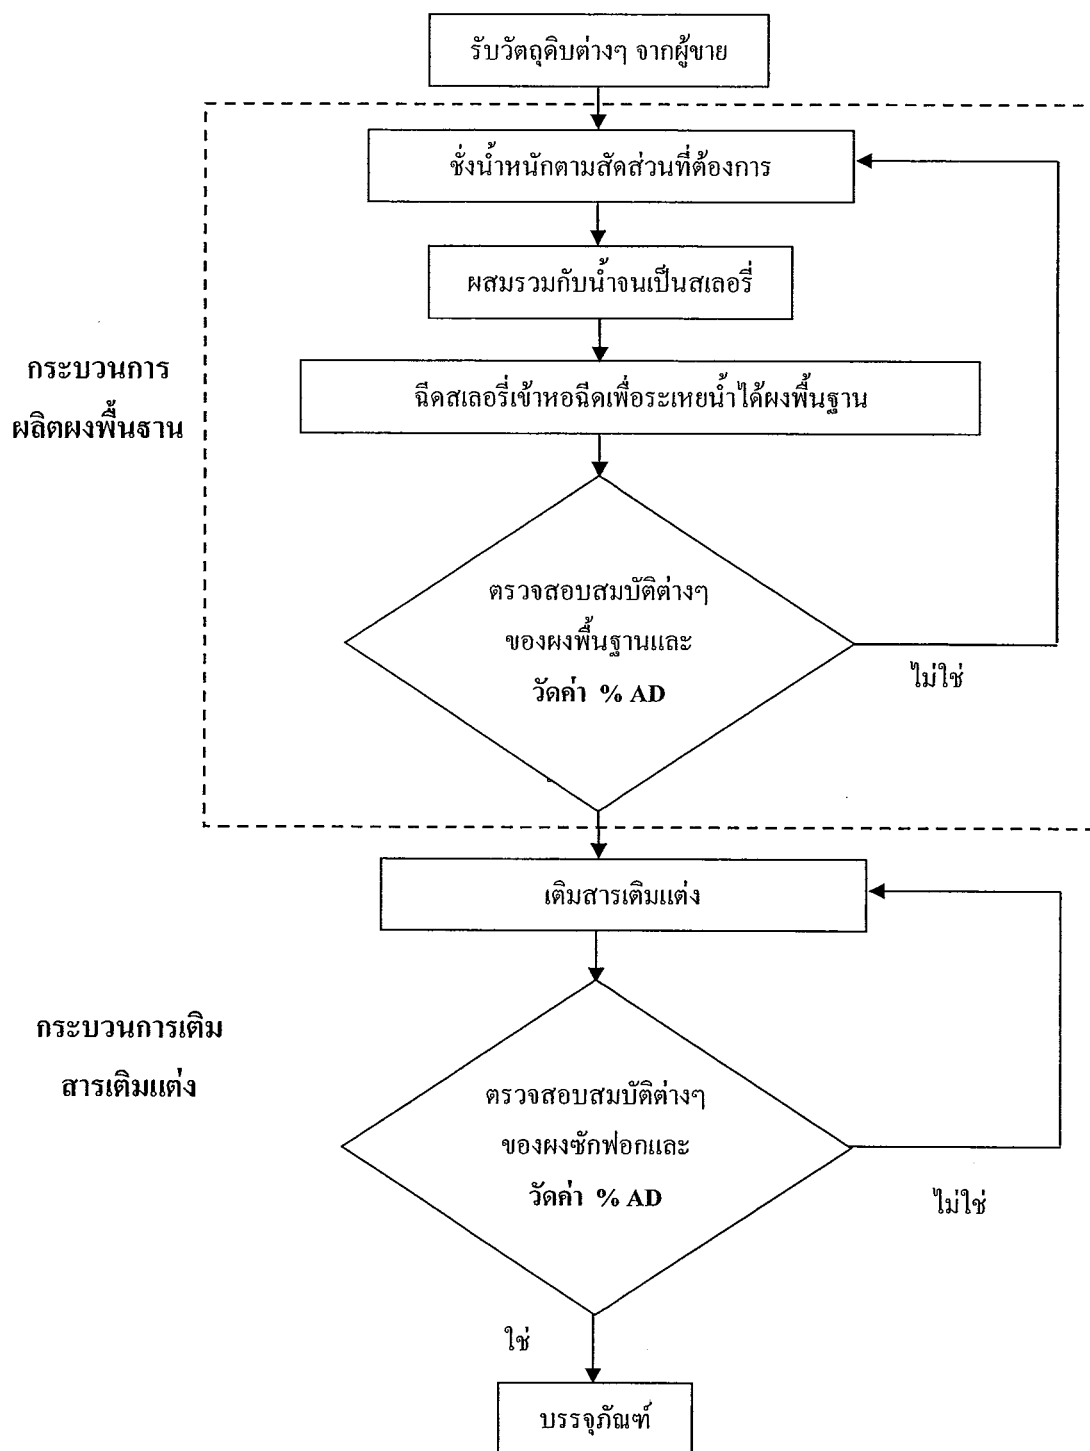 รับวัตถุดิบต่างๆ จากผู้ขาย
ชั่งน้ำหนักตามสัดส่วนที่ต้องการ
ผสมรวมกับน้ำจนเป็นสเลอรี่
กระบวนการ
ผลิตผงพื้นฐาน
ฉีดสเลอรี่เข้าหอฉีดเพื่อระเหยน้ำได้ผงพื้นฐาน
ตรวจสอบสมบัติต่างๆ
ของผงพื้นฐานและ
วัดค่า % AD
ไม่ใช่
เติมสารเติมแต่ง
กระบวนการเติม
สารเติมแต่ง
ตรวจสอบสมบัติต่างๆ
ของผงซักฟอกและ
วัดค่า % AD
ไม่ใช่
ใช่
บรรจุภัณฑ์